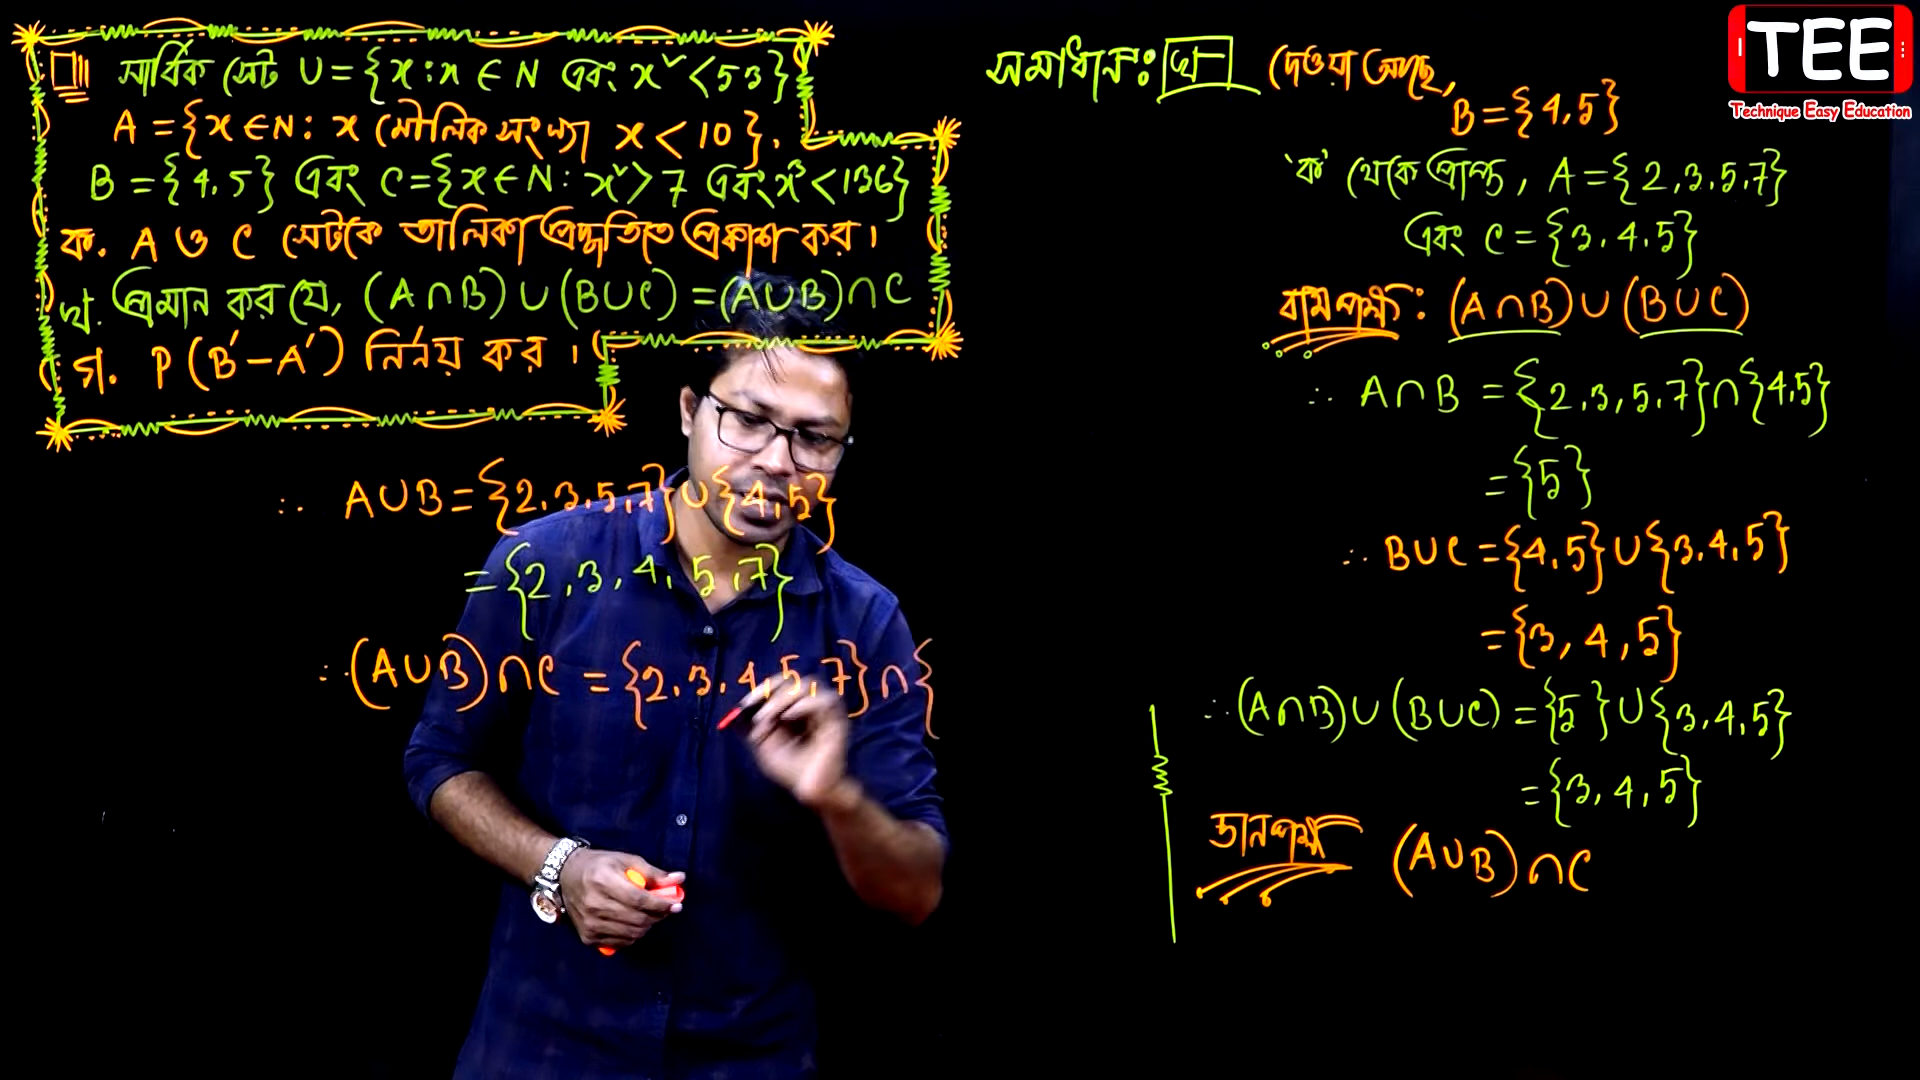 সার্বিক সেট U = {x : x ∈ N এবং x² < 53}
A = {x ∈ N : x মৌলিক সংখ্যা x < 10},
B = {4, 5} এবং C = {x ∈ N : x² > 7 এবং x³ < 136}
ক. A ও C সেটকে তালিকা পদ্ধতিতে প্রকাশ কর।
খ. প্রমান কর যে, (A ∩ B) ∪ (B ∪ C) = (A ∪ B) ∩ C
গ. P(B′ – A′) নির্নয় কর।
∴ A ∪ B = {2, 3, 5, 7} ∪ {4, 5}
= {2, 3, 4, 5, 7}
∴ (A ∪ B) ∩ C = {2, 3, 4, 5, 7} ∩ {
সমাধান : খ দেওয়া আছে,
B = {4, 5}
'ক' থেকে প্রাপ্ত, A = {2, 3, 5, 7}
এবং C = {3, 4, 5}
বামপক্ষ : (A ∩ B) ∪ (B ∪ C)
∴ A ∩ B = {2, 3, 5, 7} ∩ {4, 5}
= {5}
∴ B ∪ C = {4, 5} ∪ {3, 4, 5}
= {3, 4, 5}
∴ (A ∩ B) ∪ (B ∪ C) = {5} ∪ {3, 4, 5}
= {3, 4, 5}
ডানপক্ষ (A ∪ B) ∩ C
TEE
Technique Easy Education